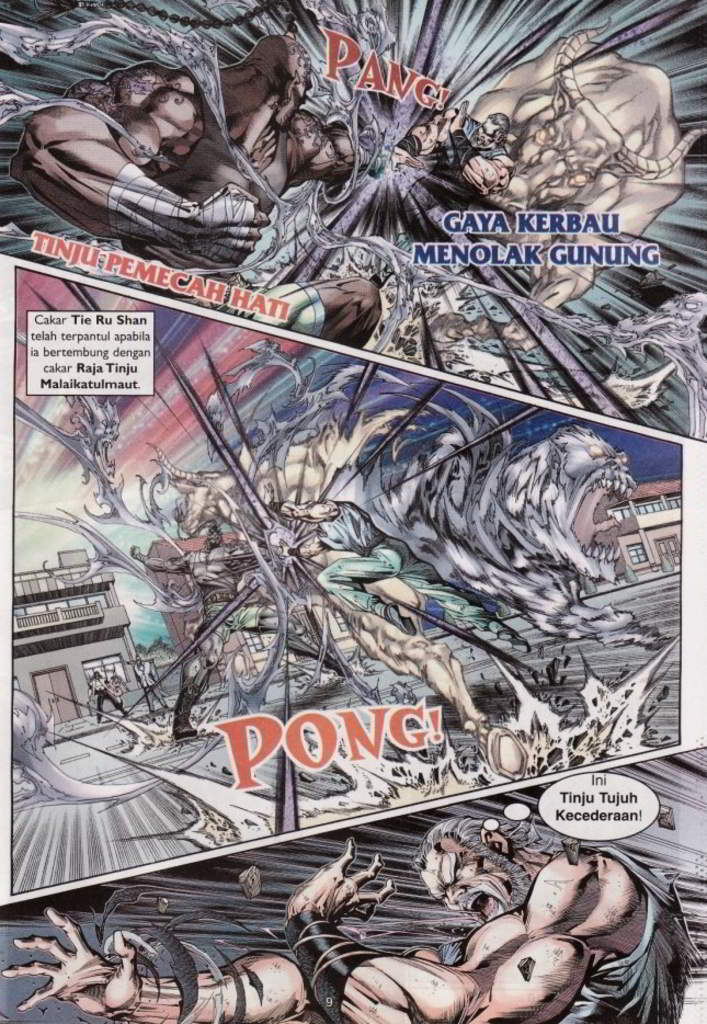 PANG!
GAYA KERBAU
MENOLAK GUNUNG
TINJU PEMECAH HATI
Cakar Tie Ru Shan
telah terpantul apabila
ia bertembung dengan
cakar Raja Tinju
Malaikatulmaut.
PONG!
Ini
Tinju Tujuh
Kecederaan!
9